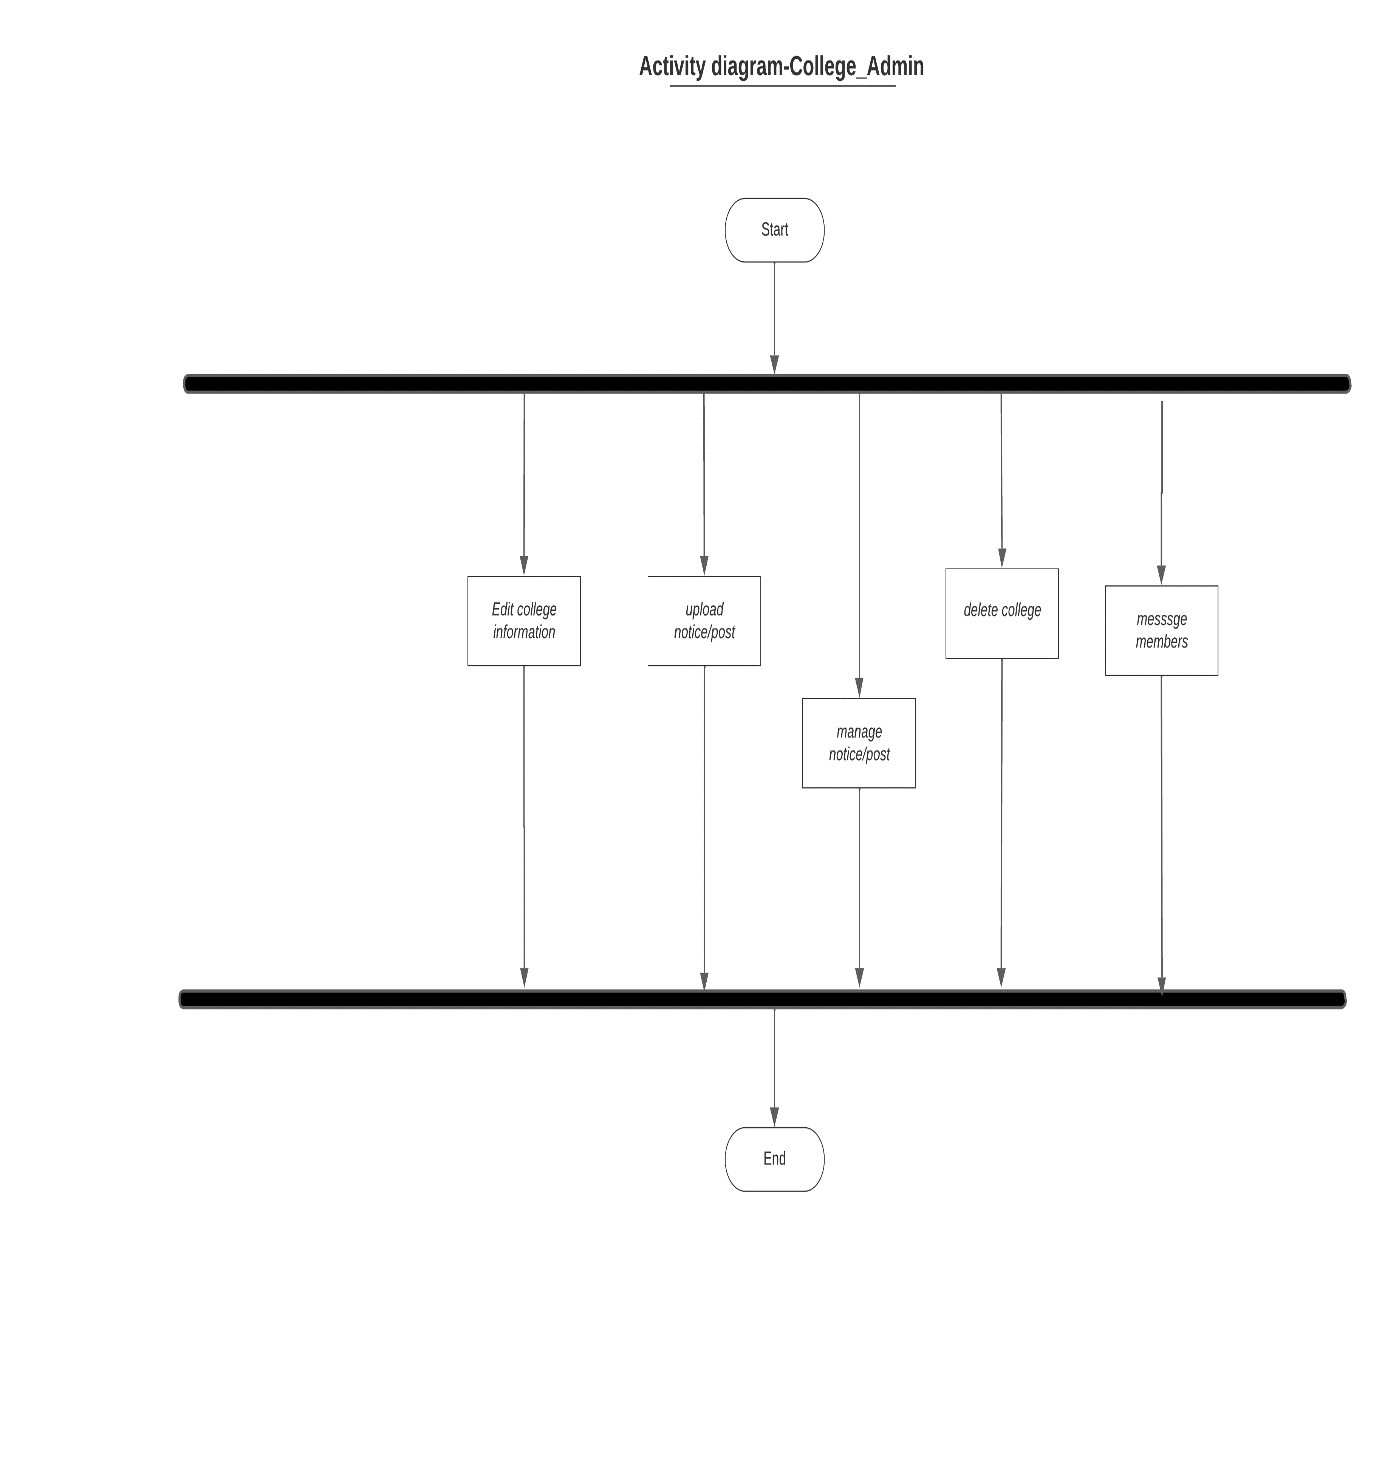 Activity diagram-College_Admin
Start
Edit college
information
upload
notice/post
manage
notice/post
delete college
messsge
members
End